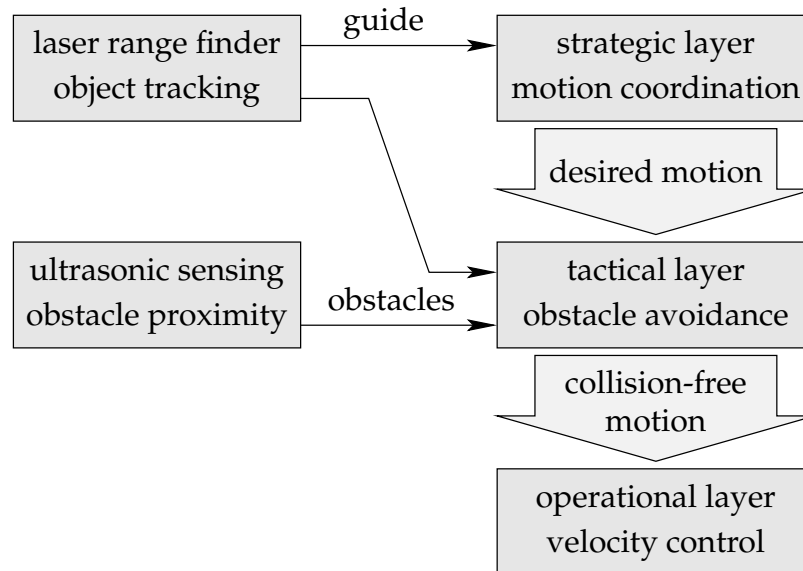 laser range finder
object tracking
guide
strategic layer
motion coordination
desired motion
ultrasonic sensing
obstacle proximity
obstacles
tactical layer
obstacle avoidance
collision-free
motion
operational layer
velocity control